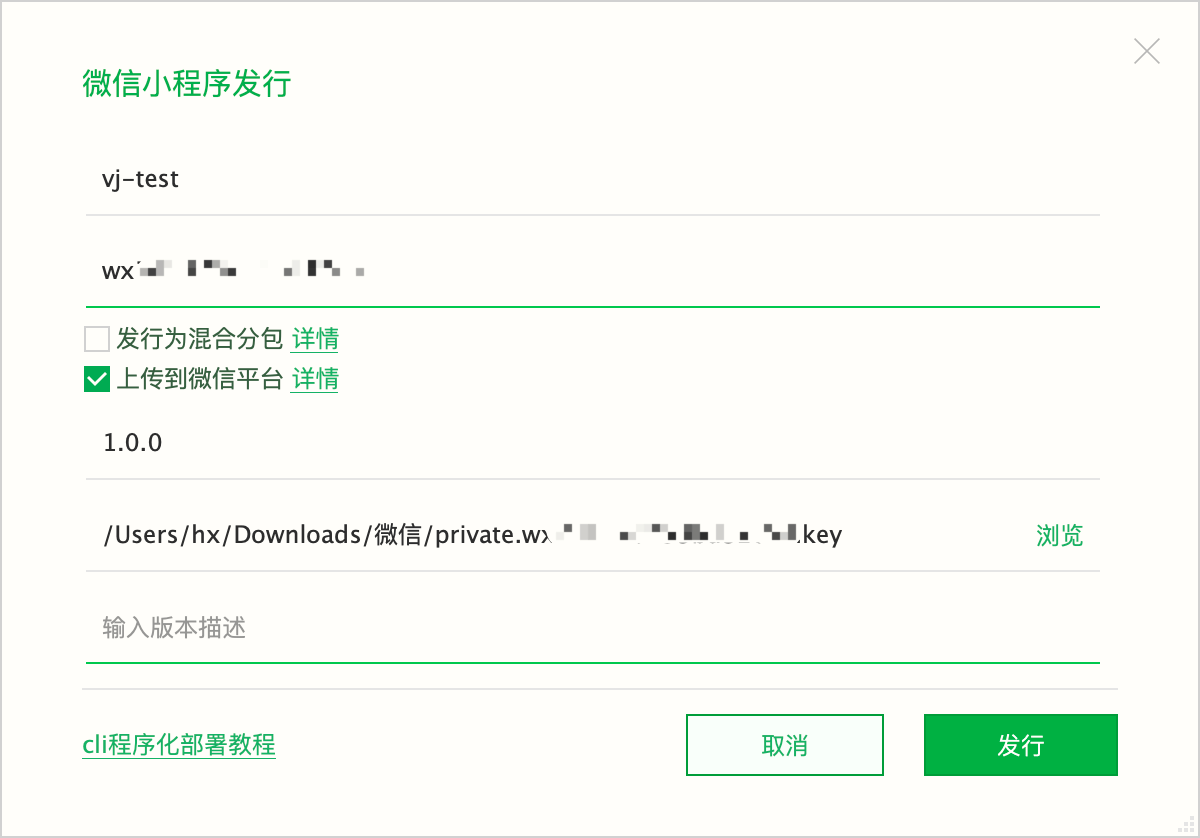 微信小程序发行
vj-test
wx
发行为混合分包 详情
上传到微信平台 详情
1.0.0
/Users/hx/Downloads/微信/private.wx .key 浏览
输入版本描述
cli程序化部署教程 取消 发行